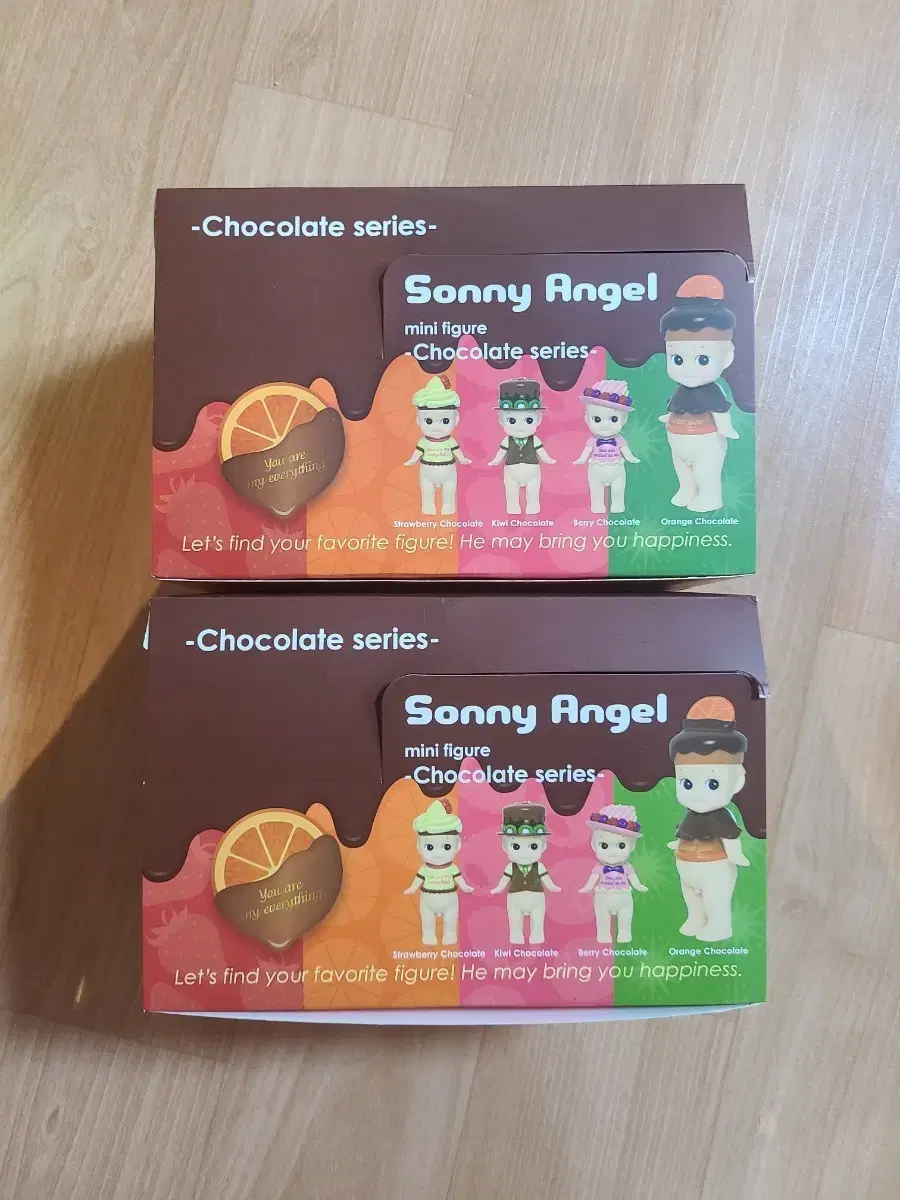 -Chocolate series-
Sonny Angel
mini figure
-Chocolate series-
You are
my everything
Strawberry Chocolate Kiwi Chocolate Berry Chocolate Orange Chocolate
Let's find your favorite figure! He may bring you happiness.
-Chocolate series-
Sonny Angel
mini figure
-Chocolate series-
You are
my everything
Strawberry Chocolate Kiwi Chocolate Berry Chocolate Orange Chocolate
Let's find your favorite figure! He may bring you happiness.